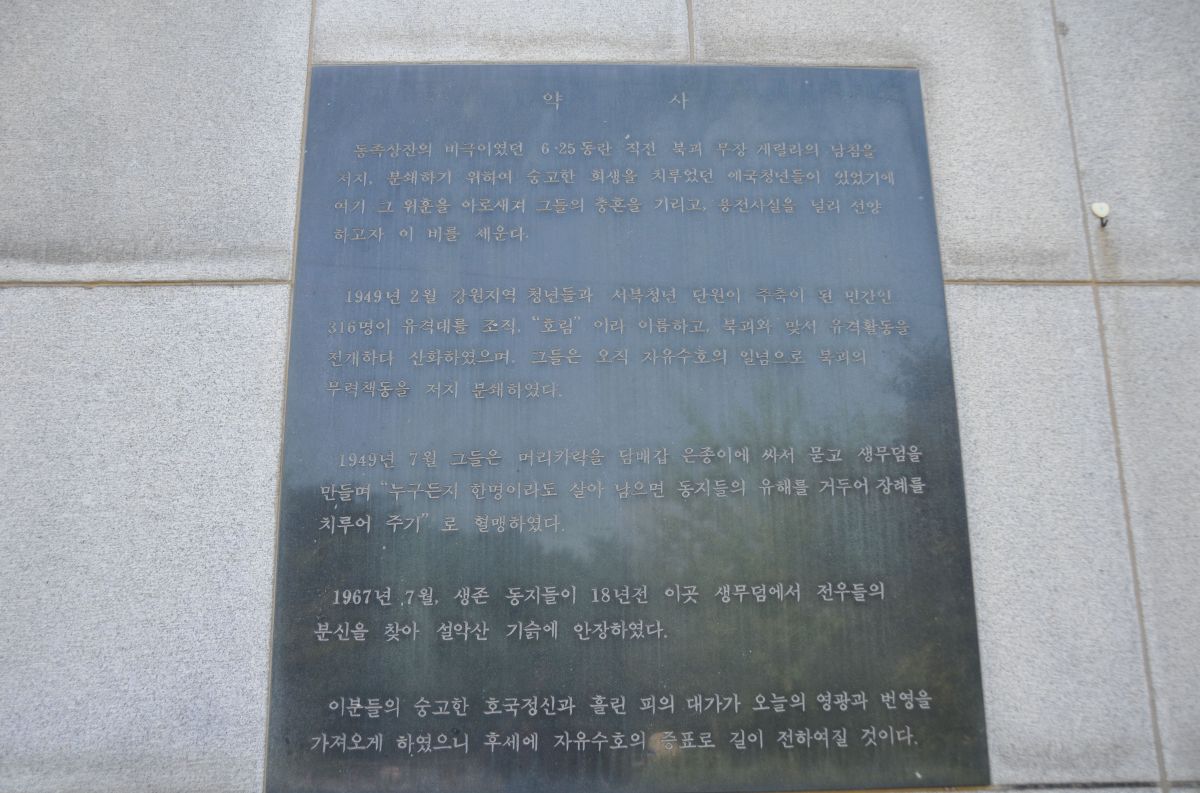 약 사
동족상잔의 비극이였던 6·25동란 직전 북괴 무장 게릴라의 남침을
저지, 분쇄하기 위하여 숭고한 희생을 치루었던 애국청년들이 있었기에
여기 그 위훈을 아로새겨 그들의 충혼을 기리고, 용전사실을 널리 선양
하고자 이 비를 세운다.
1949년 2월 강원지역 청년들과 서북청년 단원이 주축이 된 민간인
316명이 유격대를 조직, "호림" 이라 이름하고, 북괴와 맞서 유격활동을
전개하다 산화하였으며, 그들은 오직 자유수호의 일념으로 북괴의
무력책동을 저지 분쇄하였다.
1949년 7월 그들은 머리카락을 담배갑 은종이에 싸서 묻고 생무덤을
만들며 "누구든지 한명이라도 살아 남으면 동지들의 유해를 거두어 장례를
치루어 주기" 로 혈맹하였다.
1967년 7월, 생존 동지들이 18년전 이곳 생무덤에서 전우들의
분신을 찾아 설악산 기슭에 안장하였다.
이분들의 숭고한 호국정신과 흘린 피의 대가가 오늘의 영광과 번영을
가져오게 하였으니 후세에 자유수호의 증표로 길이 전하여질 것이다.